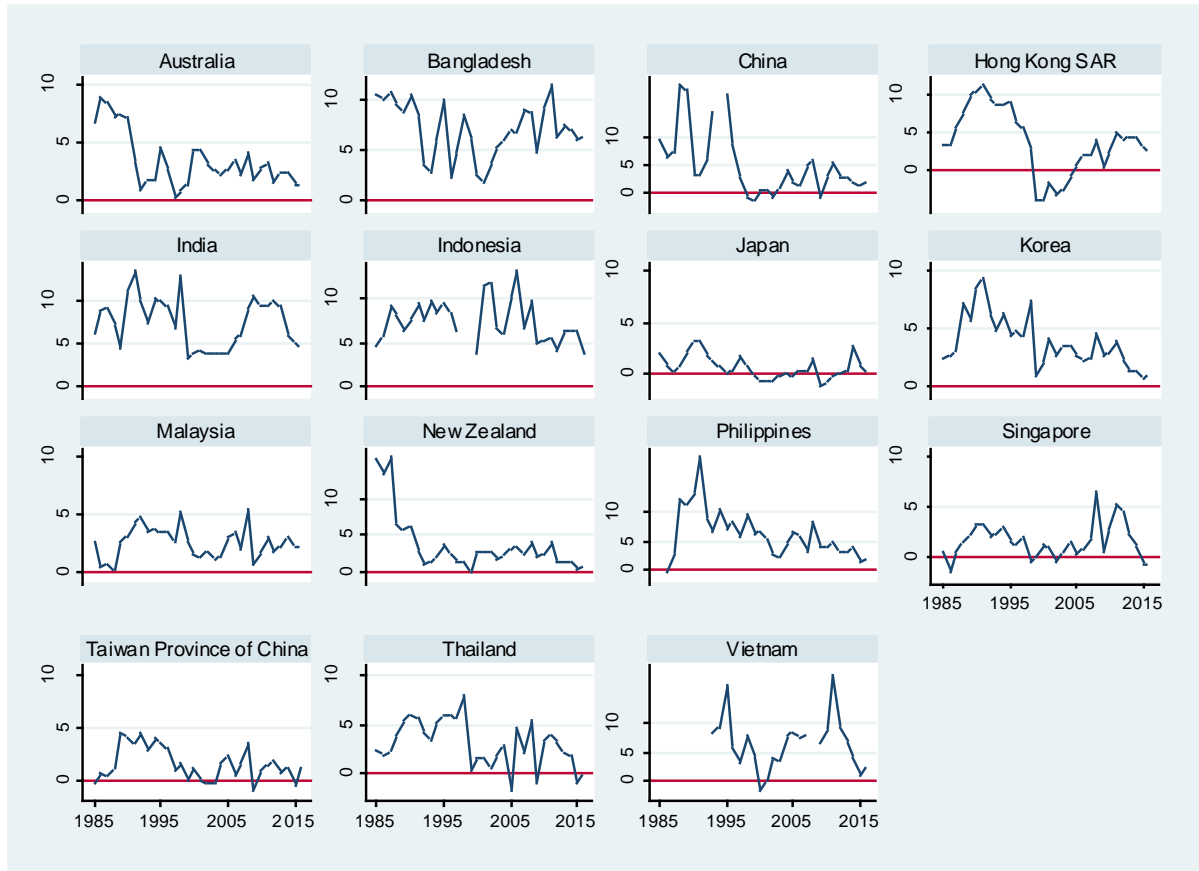 Australia
Bangladesh
China
Hong Kong SAR
10
5
0
10
5
0
10
5
0
10
5
0
India
Indonesia
Japan
Korea
10
5
0
10
5
0
10
5
0
10
5
0
Malaysia
New Zealand
Philippines
Singapore
10
5
0
10
5
0
10
5
0
10
5
0
1985 1995 2005 2015
Taiwan Province of China
Thailand
Vietnam
10
5
0
10
5
0
10
5
0
1985 1995 2005 2015
1985 1995 2005 2015
1985 1995 2005 2015